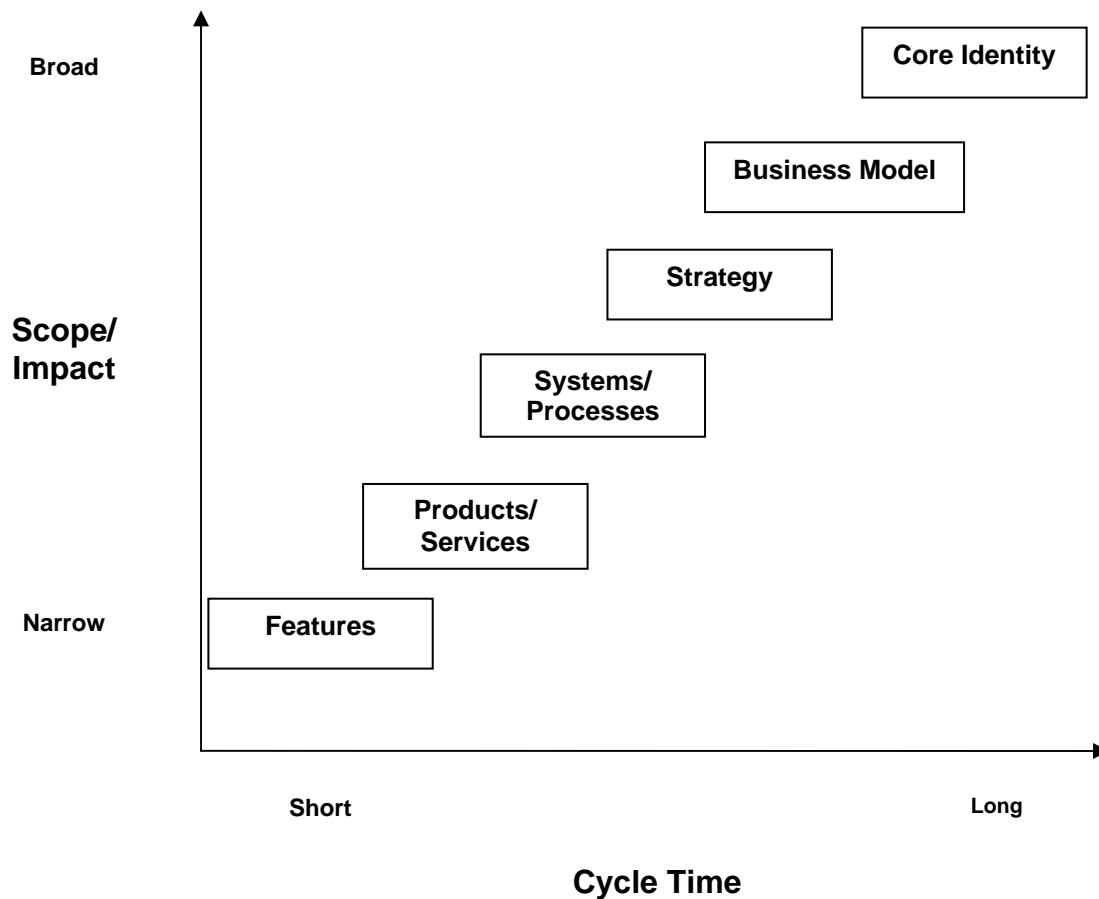 Core Identity
Broad
Business Model
Strategy
Scope/
Impact
Systems/
Processes
Products/
Services
Narrow
Features
Short
Long
Cycle Time